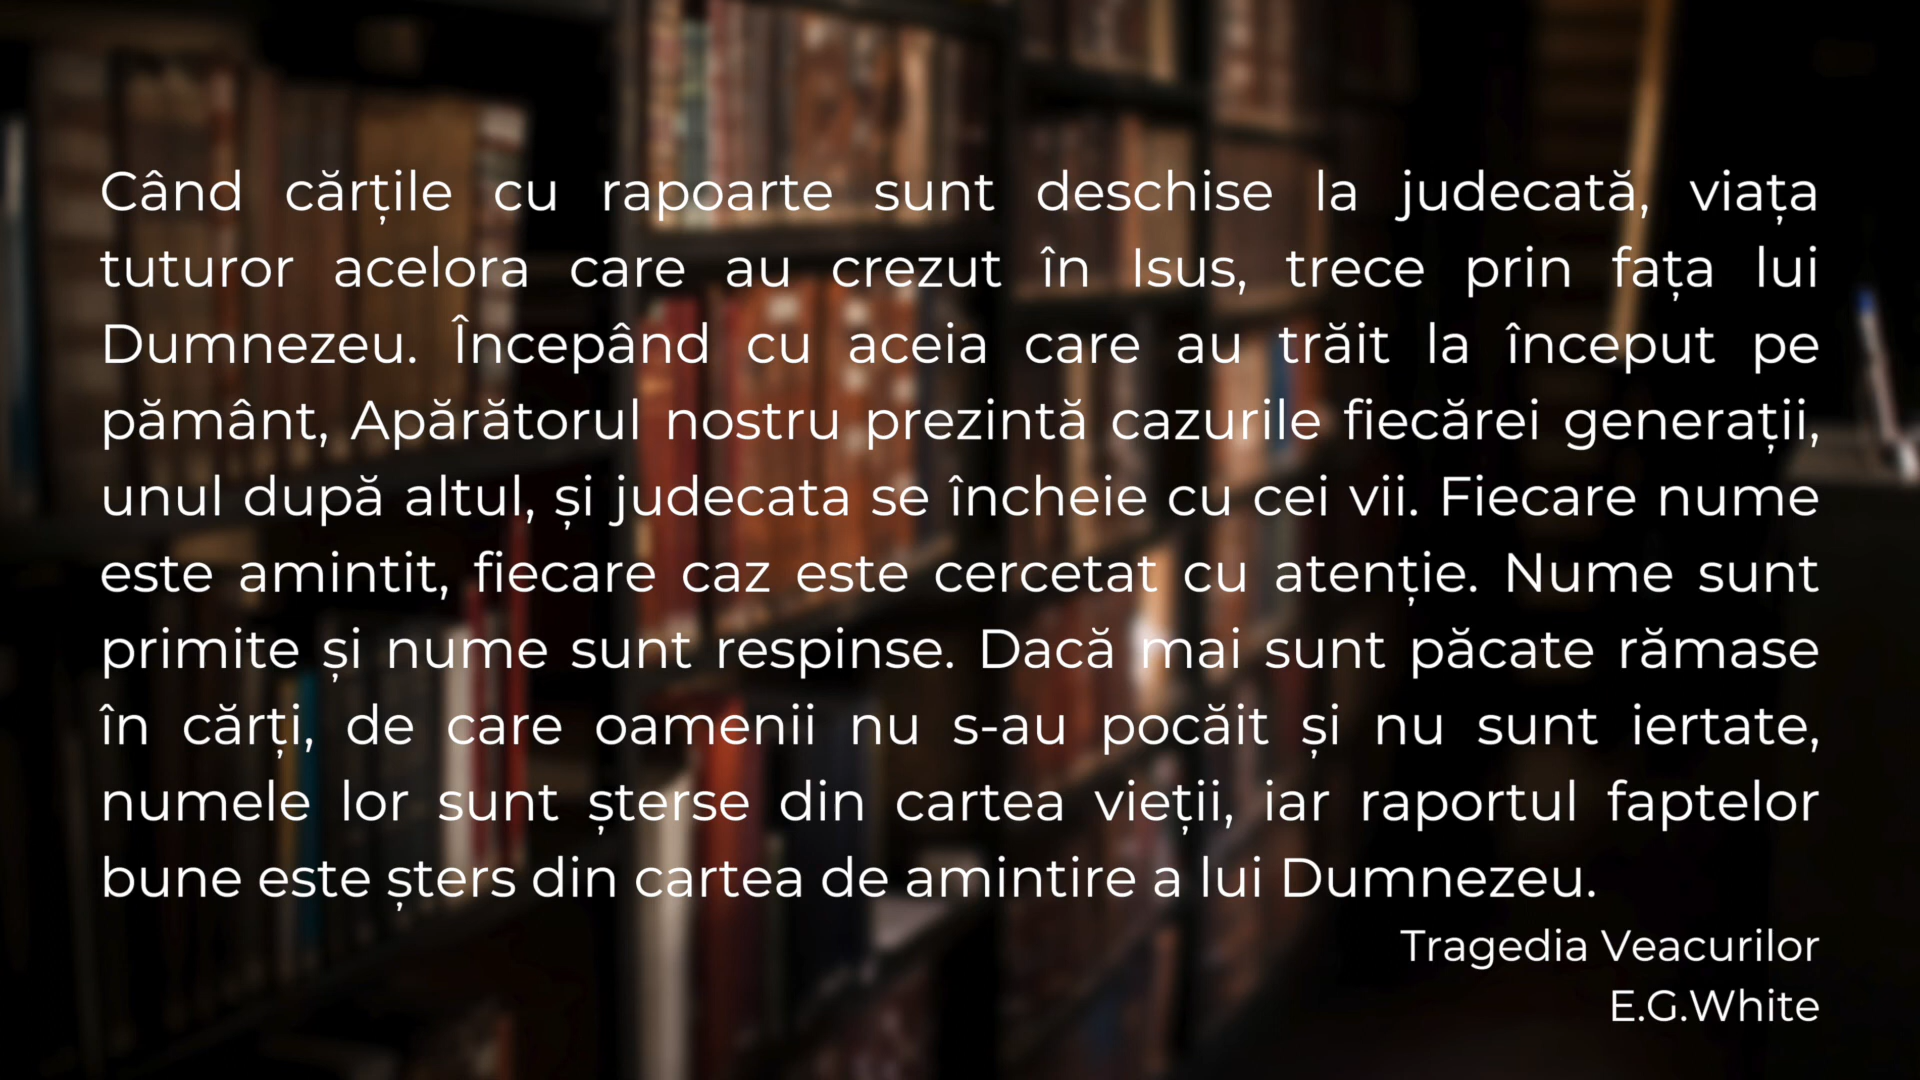 Când cărțile cu rapoarte sunt deschise la judecată, viața
tuturor acelora care au crezut în Isus, trece prin fața lui
Dumnezeu. Începând cu aceia care au trăit la început pe
pământ, Apărătorul nostru prezintă cazurile fiecărei generații,
unul după altul, și judecata se încheie cu cei vii. Fiecare nume
este amintit, fiecare caz este cercetat cu atenție. Nume sunt
primite și nume sunt respinse. Dacă mai sunt păcate rămase
în cărți, de care oamenii nu s-au pocăit și nu sunt iertate,
numele lor sunt șterse din cartea vieții, iar raportul faptelor
bune este șters din cartea de amintire a lui Dumnezeu.
Tragedia Veacurilor
E.G.White